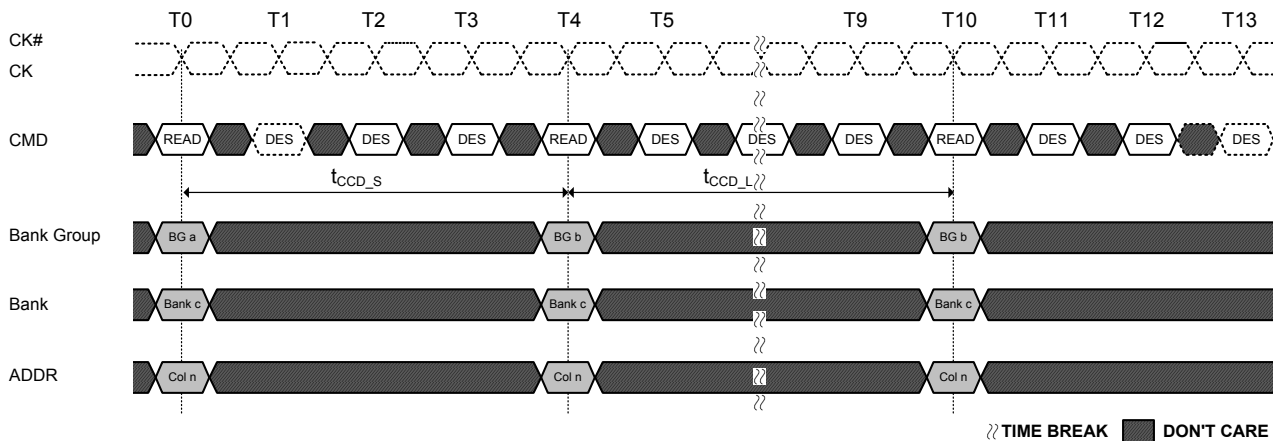 T0 T1 T2 T3 T4 T5 T9 T10 T11 T12 T13
CK#
CK
CMD READ DES DES DES READ DES DES DES READ DES DES DES
tCCD_S tCCD_L
Bank Group BG a BG b BG b
Bank Bank c Bank c Bank c
ADDR Col n Col n Col n
TIME BREAK DON'T CARE